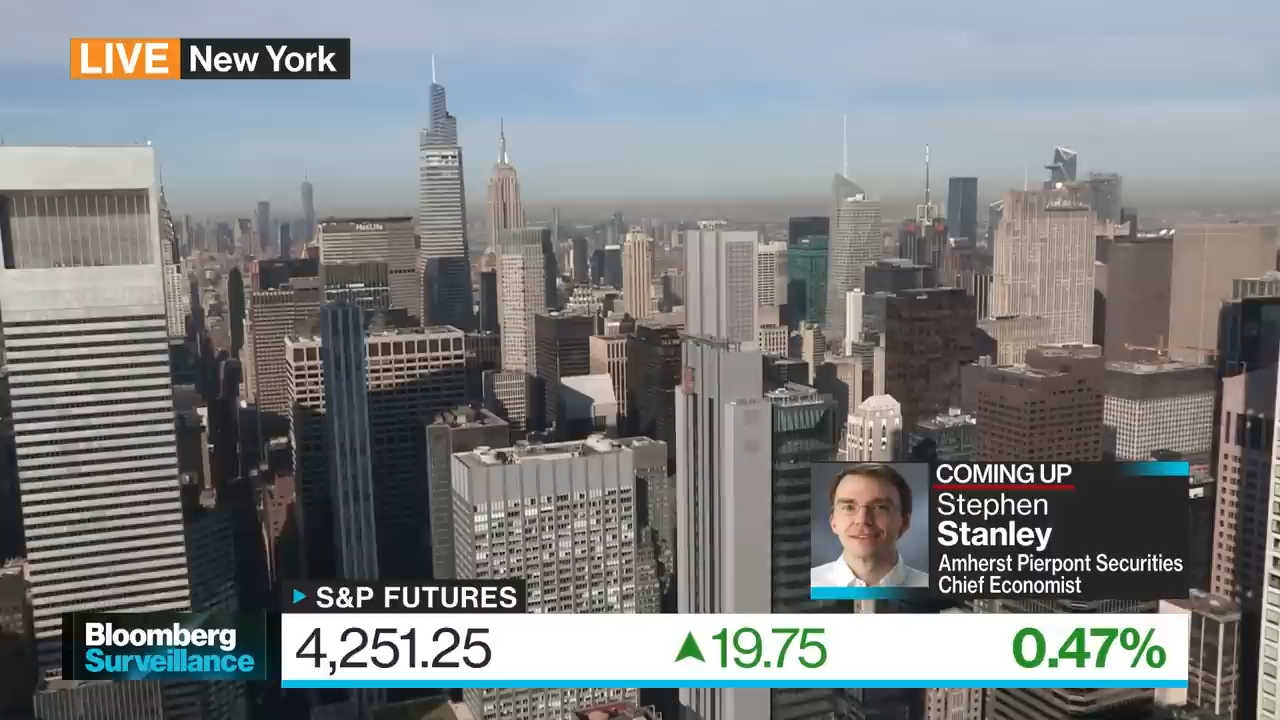 LIVE New York
MetLife
COMING UP
Stephen
Stanley
Amherst Pierpont Securities
Chief Economist
S&P FUTURES
Bloomberg
Surveillance
4,251.25 ▲19.75 0.47%